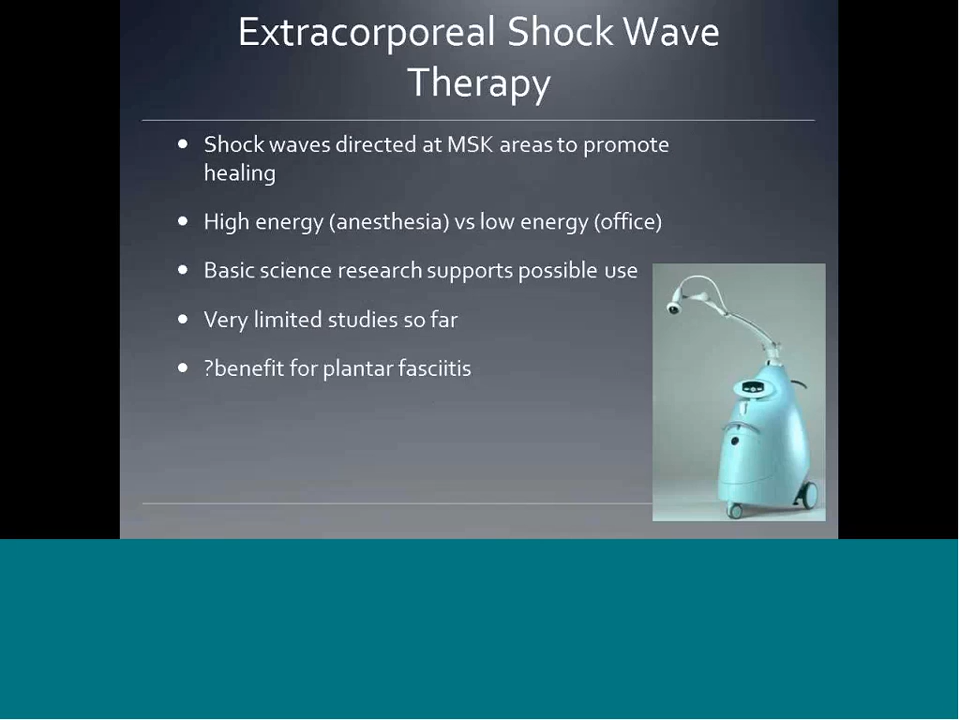 Extracorporeal Shock Wave
Therapy
• Shock waves directed at MSK areas to promote
healing
• High energy (anesthesia) vs low energy (office)
• Basic science research supports possible use
• Very limited studies so far
• ?benefit for plantar fasciitis